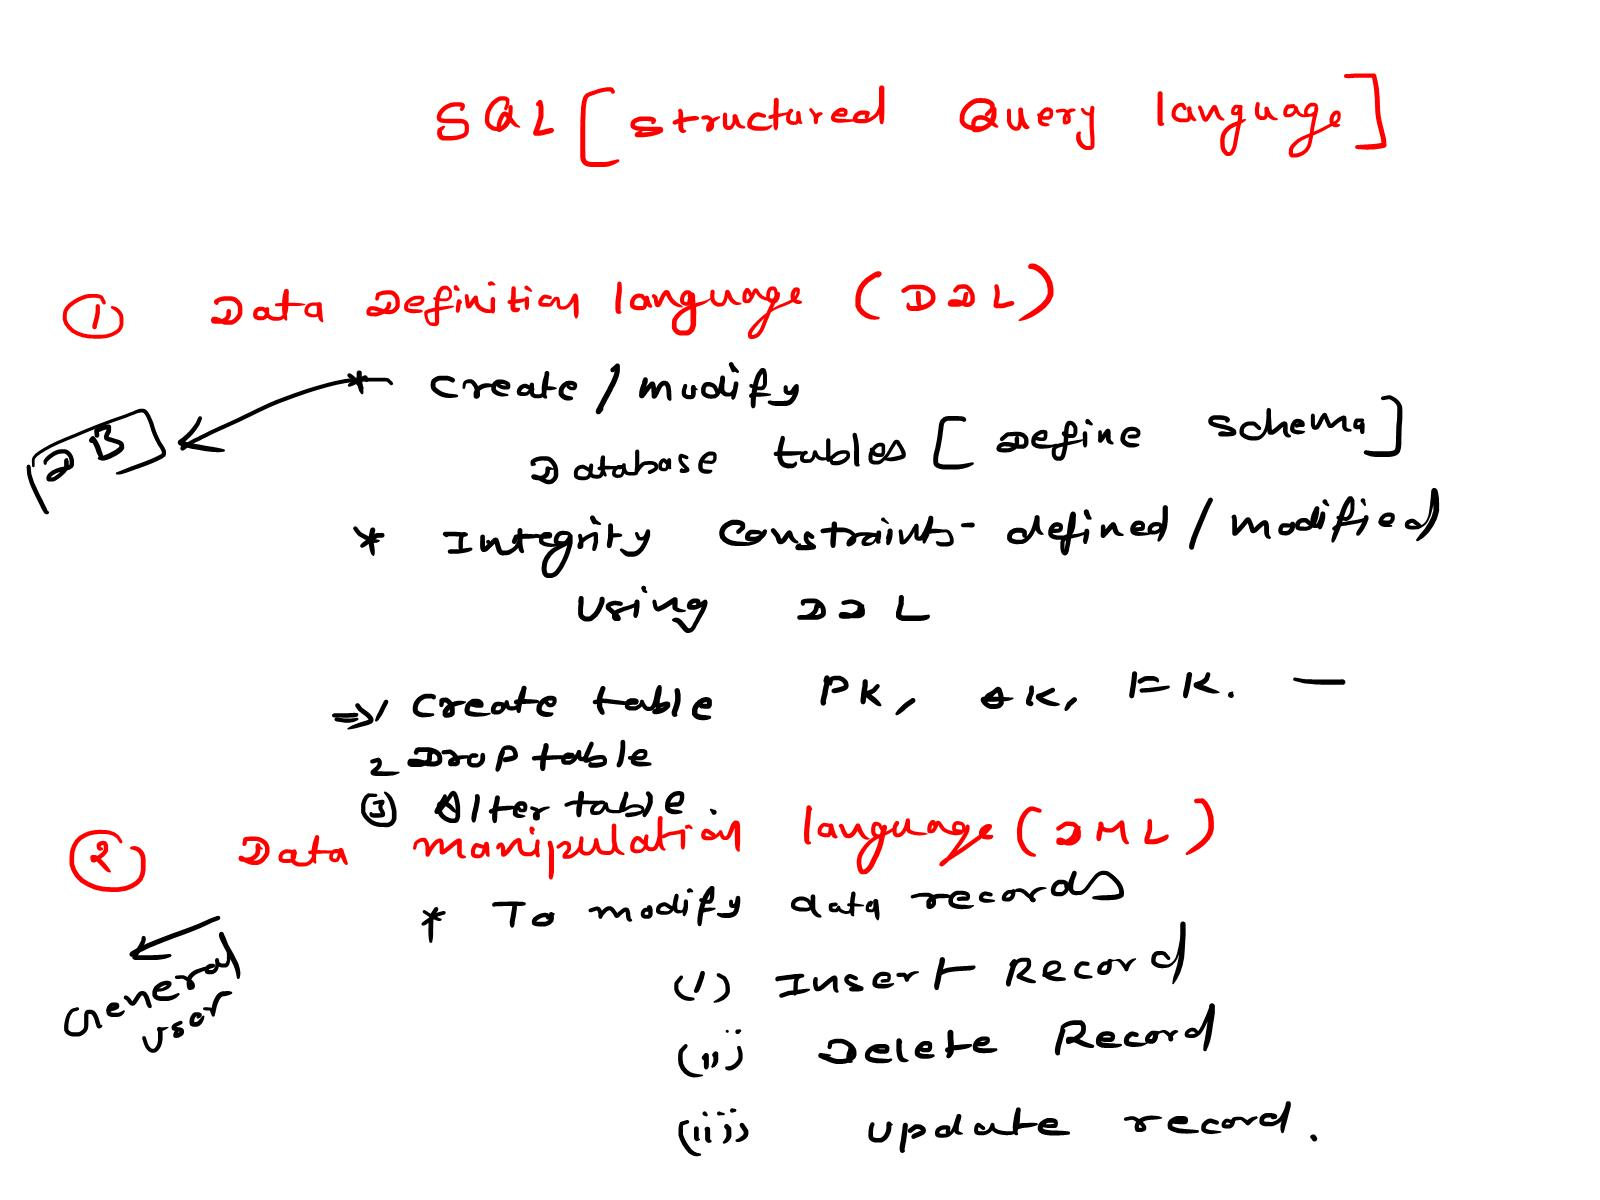 SQL [structured Query language]
① Data Definition language (DDL)
* Create / modify
DB
Database tables [Define Schema]
* Integrity Constraints - defined / modified
Using DDL
⇒ 1 Create table PK, AK, FK. —
2 Drop table
③ Alter table.
② Data manipulation language (DML)
* To modify data records
General
user
(i) Insert Record
(ii) Delete Record
(iii) update record.